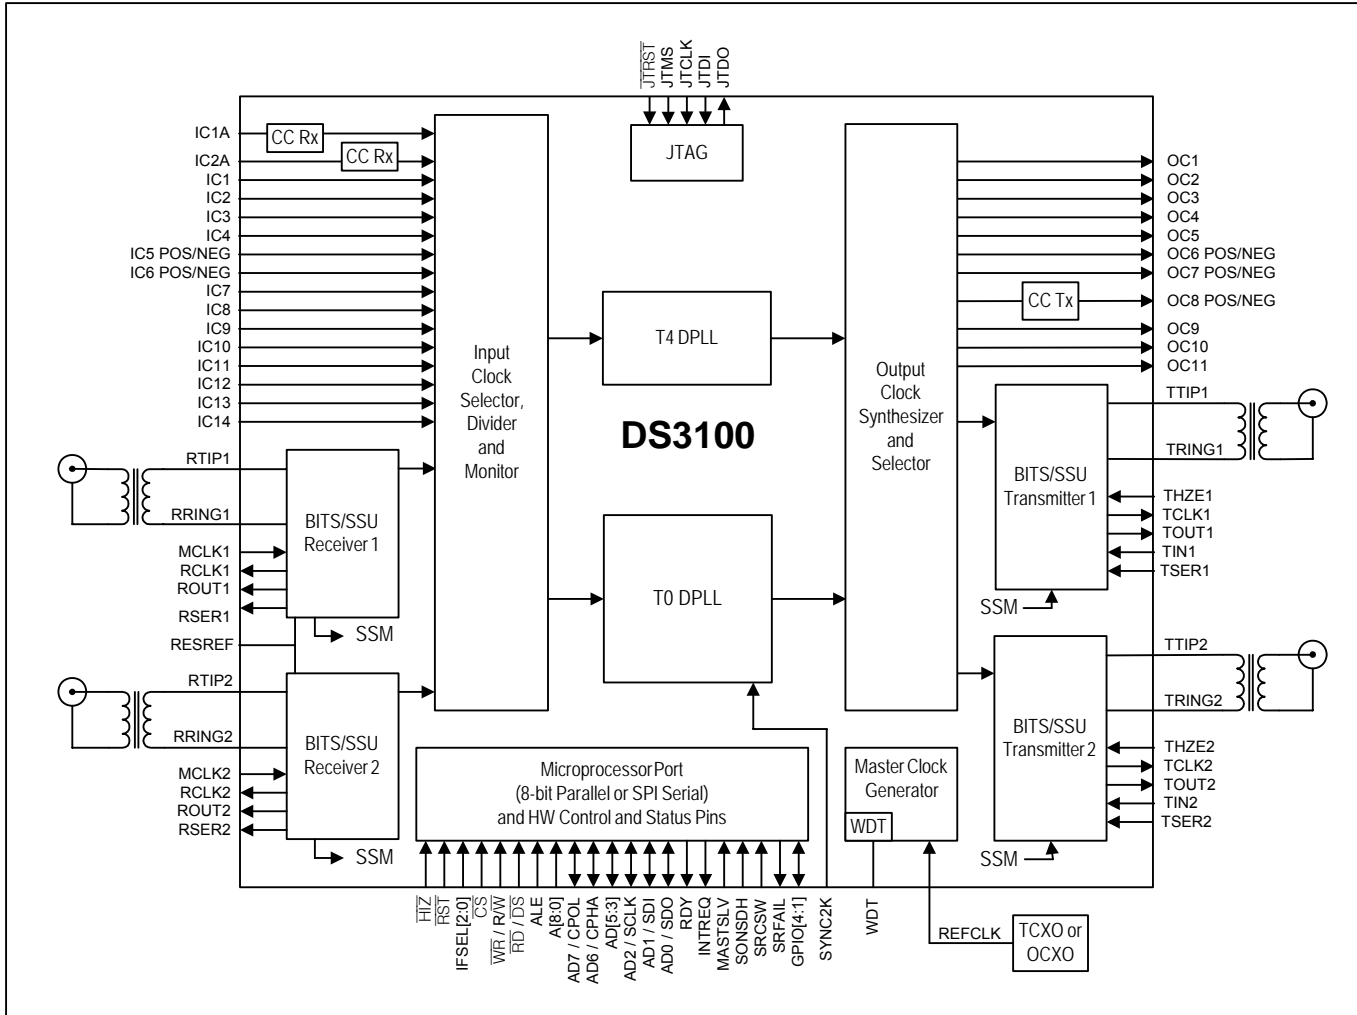 JTRST
JTMS
JTCLK
JTDI
JTDO
JTAG
IC1A
CC Rx
IC2A
CC Rx
IC1
IC2
IC3
IC4
IC5 POS/NEG
IC6 POS/NEG
IC7
IC8
IC9
IC10
IC11
IC12
IC13
IC14
Input
Clock
Selector,
Divider
and
Monitor
T4 DPLL
DS3100
T0 DPLL
Output
Clock
Synthesizer
and
Selector
OC1
OC2
OC3
OC4
OC5
OC6 POS/NEG
OC7 POS/NEG
CC Tx
OC8 POS/NEG
OC9
OC10
OC11
RTIP1
RRING1
BITS/SSU
Receiver 1
MCLK1
RCLK1
ROUT1
RSER1
SSM
RESREF
RTIP2
RRING2
BITS/SSU
Receiver 2
MCLK2
RCLK2
ROUT2
RSER2
SSM
TTIP1
TRING1
BITS/SSU
Transmitter 1
THZE1
TCLK1
TOUT1
TIN1
TSER1
SSM
TTIP2
TRING2
BITS/SSU
Transmitter 2
THZE2
TCLK2
TOUT2
TIN2
TSER2
SSM
Microprocessor Port
(8-bit Parallel or SPI Serial)
and HW Control and Status Pins
Master Clock
Generator
WDT
HIZ
RST
IFSEL[2:0]
CS
WR / R/W
RD / DS
ALE
A[8:0]
AD7 / CPOL
AD6 / CPHA
AD[5:3]
AD2 / SCLK
AD1 / SDI
AD0 / SDO
RDY
INTREQ
MASTSLV
SONSDH
SRCSW
SRFAIL
GPIO[4:1]
SYNC2K
WDT
REFCLK
TCXO or
OCXO